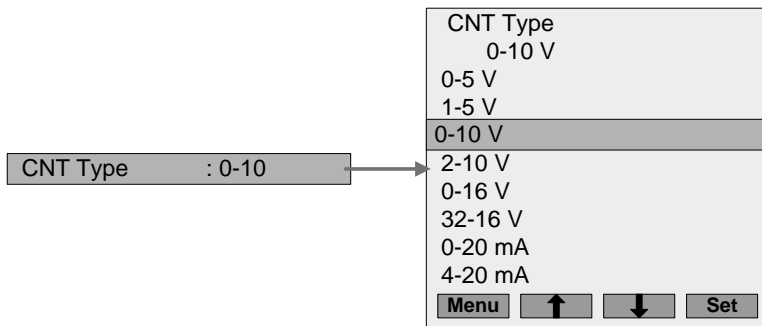 CNT Type : 0-10
CNT Type
0-10 V
0-5 V
1-5 V
0-10 V
2-10 V
0-16 V
32-16 V
0-20 mA
4-20 mA
Menu Set